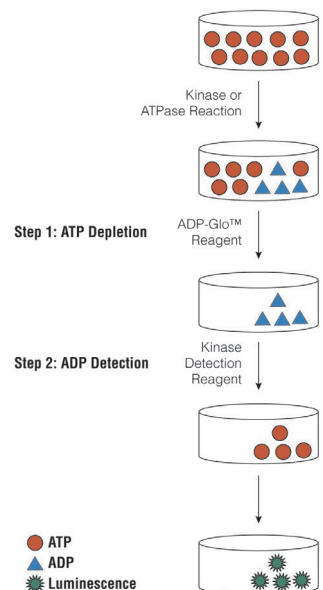 Kinase or
ATPase Reaction
Step 1: ATP Depletion
ADP-Glo™
Reagent
Step 2: ADP Detection
Kinase
Detection
Reagent
ATP
ADP
Luminescence